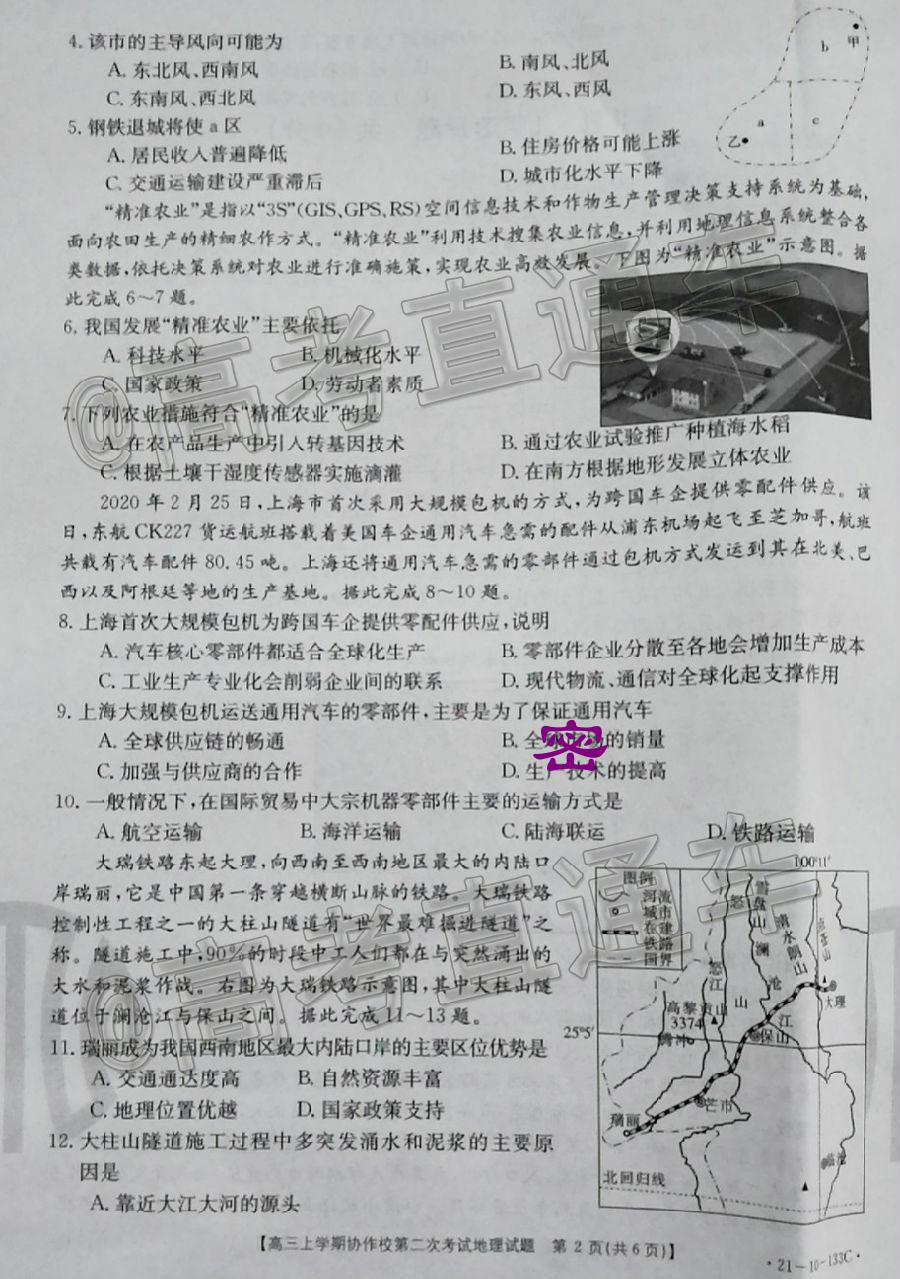 4. 该市的主导风向可能为
A. 东北风、西南风
B. 南风、北风
C. 东南风、西北风
D. 东风、西风
甲
b
a
c
乙
5. 钢铁退城将使 a 区
A. 居民收入普遍降低
B. 住房价格可能上涨
C. 交通运输建设严重滞后
D. 城市化水平下降
“精准农业”是指以“3S”(GIS、GPS、RS)空间信息技术和作物生产管理决策支持系统为基础,
面向农田生产的精细农作方式。“精准农业”利用技术搜集农业信息,并利用地理信息系统整合各
类数据,依托决策系统对农业进行准确施策,实现农业高效发展。下图为“精准农业”示意图。据
此完成 6～7 题。
6. 我国发展“精准农业”主要依托
A. 科技水平
B. 机械化水平
C. 国家政策
D. 劳动者素质
7. 下列农业措施符合“精准农业”的是
A. 在农产品生产中引入转基因技术
B. 通过农业试验推广种植海水稻
C. 根据土壤干湿度传感器实施滴灌
D. 在南方根据地形发展立体农业
2020 年 2 月 25 日,上海市首次采用大规模包机的方式,为跨国车企提供零配件供应。该
日,东航 CK227 货运航班搭载着美国车企通用汽车急需的配件从浦东机场起飞至芝加哥,航班
共载有汽车配件 80.45 吨。上海还将通用汽车急需的零部件通过包机方式发运到其在北美、巴
西以及阿根廷等地的生产基地。据此完成 8～10 题。
8. 上海首次大规模包机为跨国车企提供零配件供应,说明
A. 汽车核心零部件都适合全球化生产
B. 零部件企业分散至各地会增加生产成本
C. 工业生产专业化会削弱企业间的联系
D. 现代物流、通信对全球化起支撑作用
9. 上海大规模包机运送通用汽车的零部件,主要是为了保证通用汽车
A. 全球供应链的畅通
B. 全球市场的销量
C. 加强与供应商的合作
D. 生产技术的提高
密
10. 一般情况下,在国际贸易中大宗机器零部件主要的运输方式是
A. 航空运输
B. 海洋运输
C. 陆海联运
D. 铁路运输
大瑞铁路东起大理,向西南至西南地区最大的内陆口
岸瑞丽,它是中国第一条穿越横断山脉的铁路。大瑞铁路
控制性工程之一的大柱山隧道有“世界最难掘进隧道”之
称。隧道施工中,90%的时段中工人们都在与突然涌出的
大水和泥浆作战。右图为大瑞铁路示意图,其中大柱山隧
道位于澜沧江与保山之间。据此完成 11～13 题。
100°11′
图例
河流
城市
在建
铁路
国界
怒
山
雪盘山
澜
沧
江
清水朗山
点苍山
大理
怒江
山
高黎贡山
3374
腾冲
保山
25°5′
芒市
瑞丽
临沧
北回归线
11. 瑞丽成为我国西南地区最大内陆口岸的主要区位优势是
A. 交通通达度高
B. 自然资源丰富
C. 地理位置优越
D. 国家政策支持
12. 大柱山隧道施工过程中多突发涌水和泥浆的主要原
因是
A. 靠近大江大河的源头
【高三上学期协作校第二次考试地理试题 第 2 页(共 6 页)】
·21－10－133C·
@高考直通车
@高考直通车